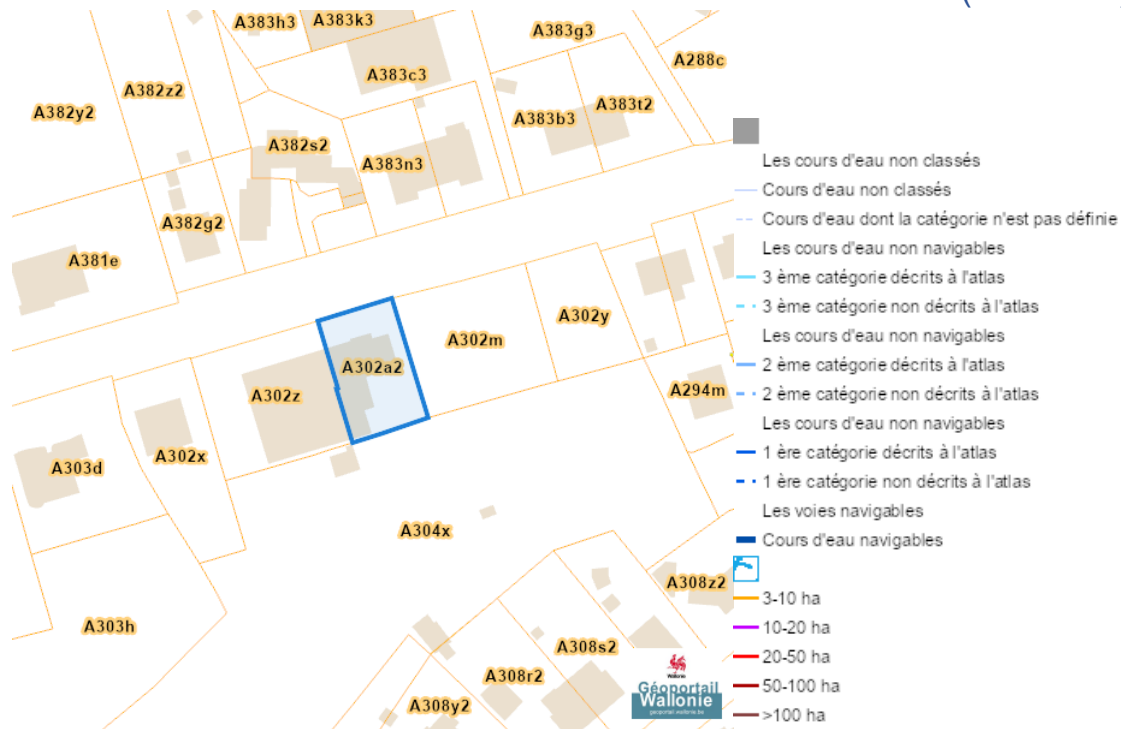 (
A383h3 A383k3
A383g3
A288c
A383c3
A382z2
A382y2
A383t2
A383b3
A382s2
A383n3
A382g2
A381e
A302y
A302m
A302a2
A302z
A294m
A302x
A303d
A304x
A308z2
A303h
A308s2
A308r2
A308y2
Wallonie
Géoportail
Wallonie
geoportail.wallonie.be
Les cours d'eau non classés
Cours d'eau non classés
Cours d'eau dont la catégorie n'est pas définie
Les cours d'eau non navigables
3 ème catégorie décrits à l'atlas
3 ème catégorie non décrits à l'atlas
Les cours d'eau non navigables
2 ème catégorie décrits à l'atlas
2 ème catégorie non décrits à l'atlas
Les cours d'eau non navigables
1 ère catégorie décrits à l'atlas
1 ère catégorie non décrits à l'atlas
Les voies navigables
Cours d'eau navigables
3-10 ha
10-20 ha
20-50 ha
50-100 ha
>100 ha